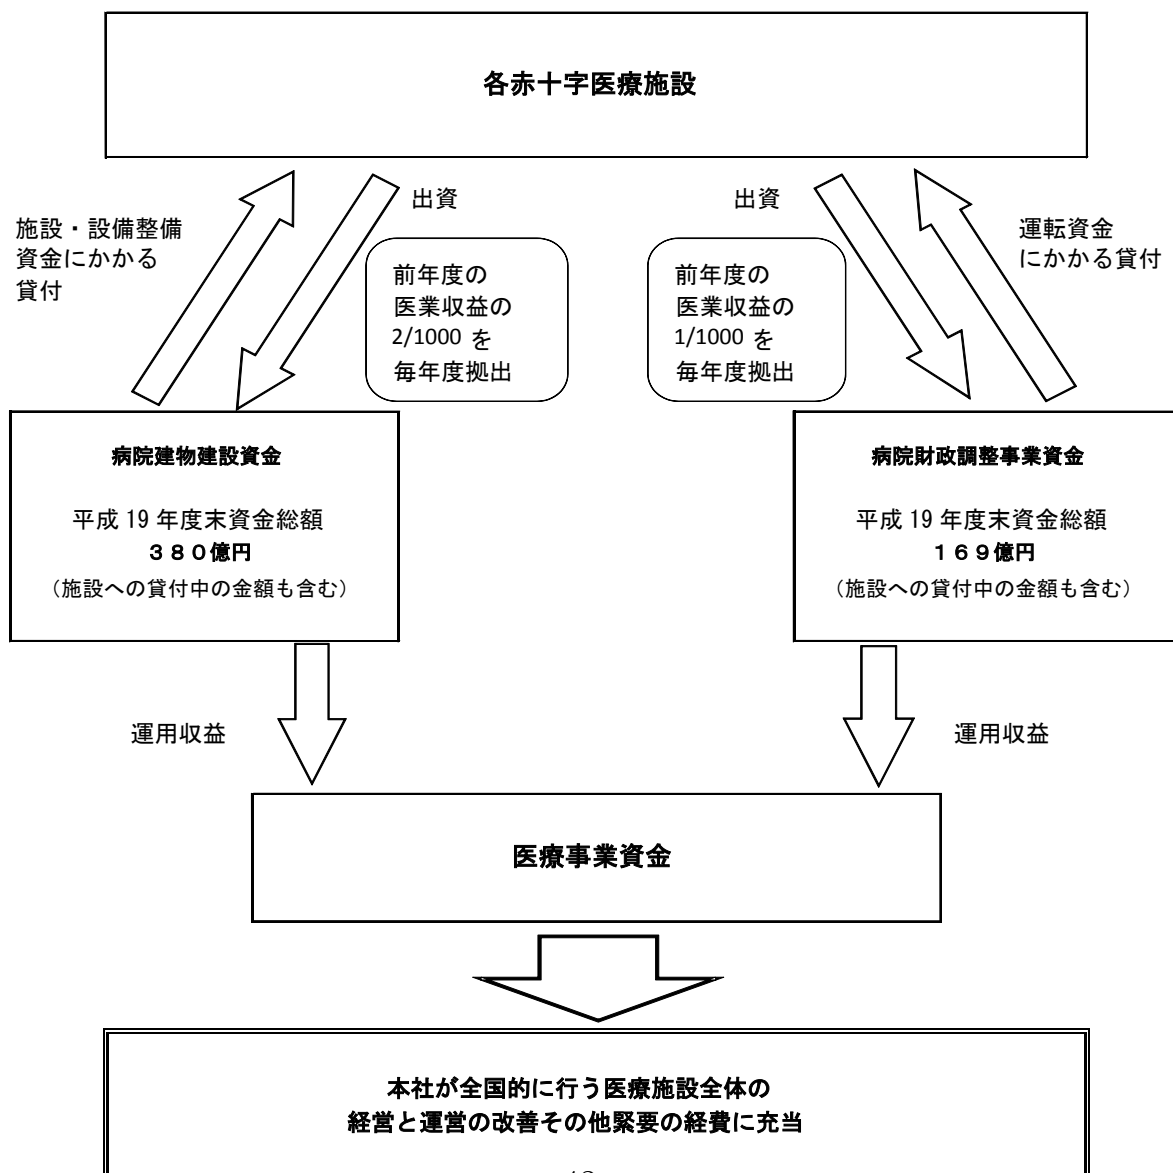 各赤十字医療施設
施設・設備整備
資金にかかる
貸付
出資
前年度の
医業収益の
2/1000 を
毎年度拠出
出資
前年度の
医業収益の
1/1000 を
毎年度拠出
運転資金
にかかる貸付
病院建物建設資金
平成 19 年度末資金総額
３８０億円
（施設への貸付中の金額も含む）
病院財政調整事業資金
平成 19 年度末資金総額
１６９億円
（施設への貸付中の金額も含む）
運用収益
運用収益
医療事業資金
本社が全国的に行う医療施設全体の
経営と運営の改善その他緊要の経費に充当